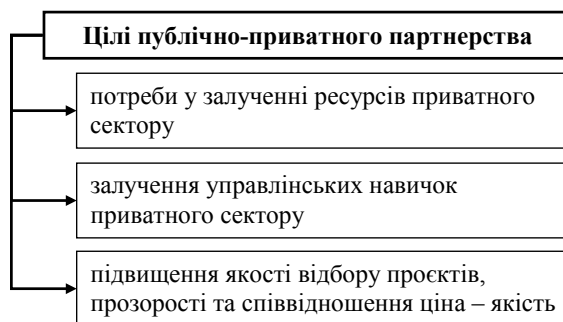 Цілі публічно-приватного партнерства
потреби у залученні ресурсів приватного
сектору
залучення управлінських навичок
приватного сектору
підвищення якості відбору проєктів,
прозорості та співвідношення ціна – якість